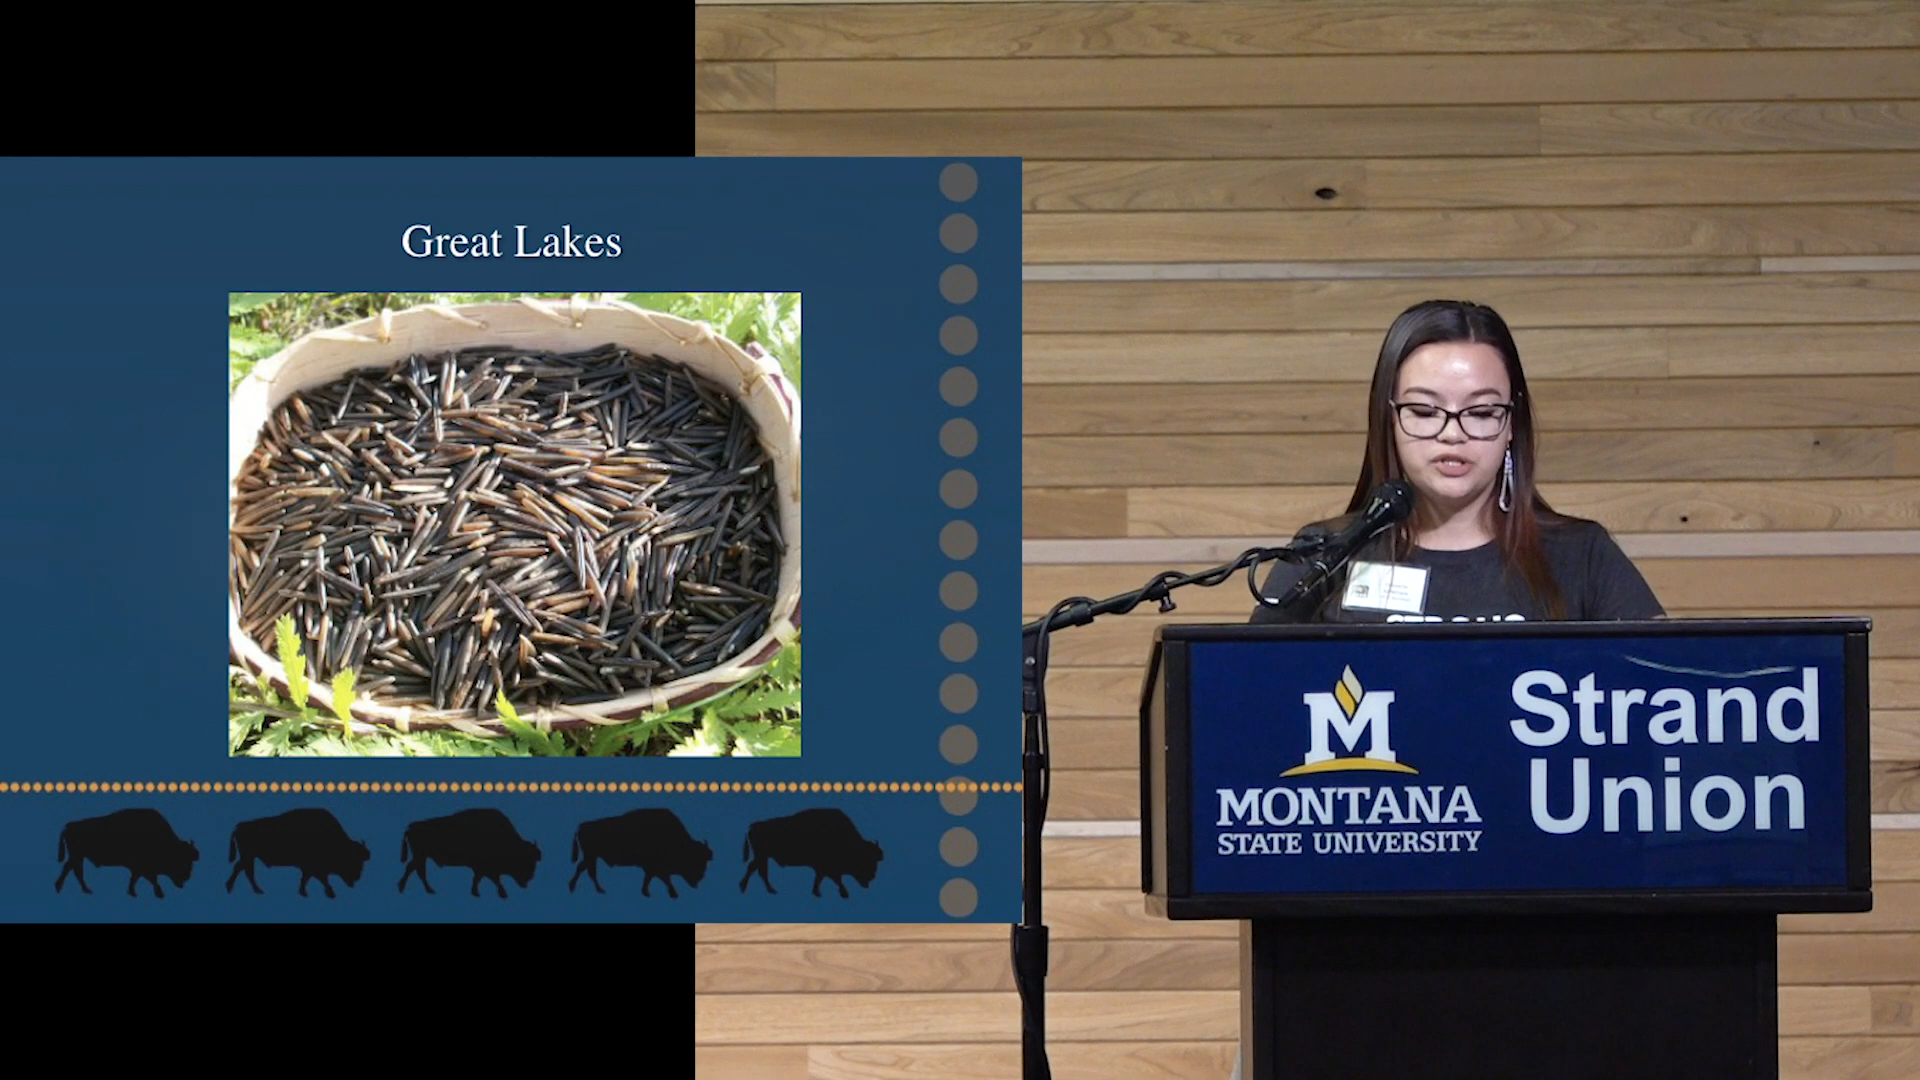 Great Lakes
MONTANA
STATE UNIVERSITY
Strand
Union